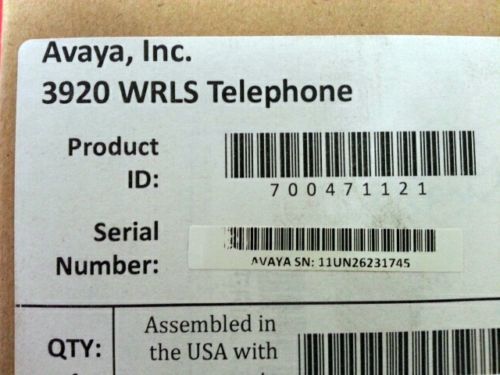 Avaya, Inc.
3920 WRLS Telephone
Product
ID:
700471121
Serial
Number:
AVAYA SN: 11UN26231745
QTY:
Assembled in
the USA with